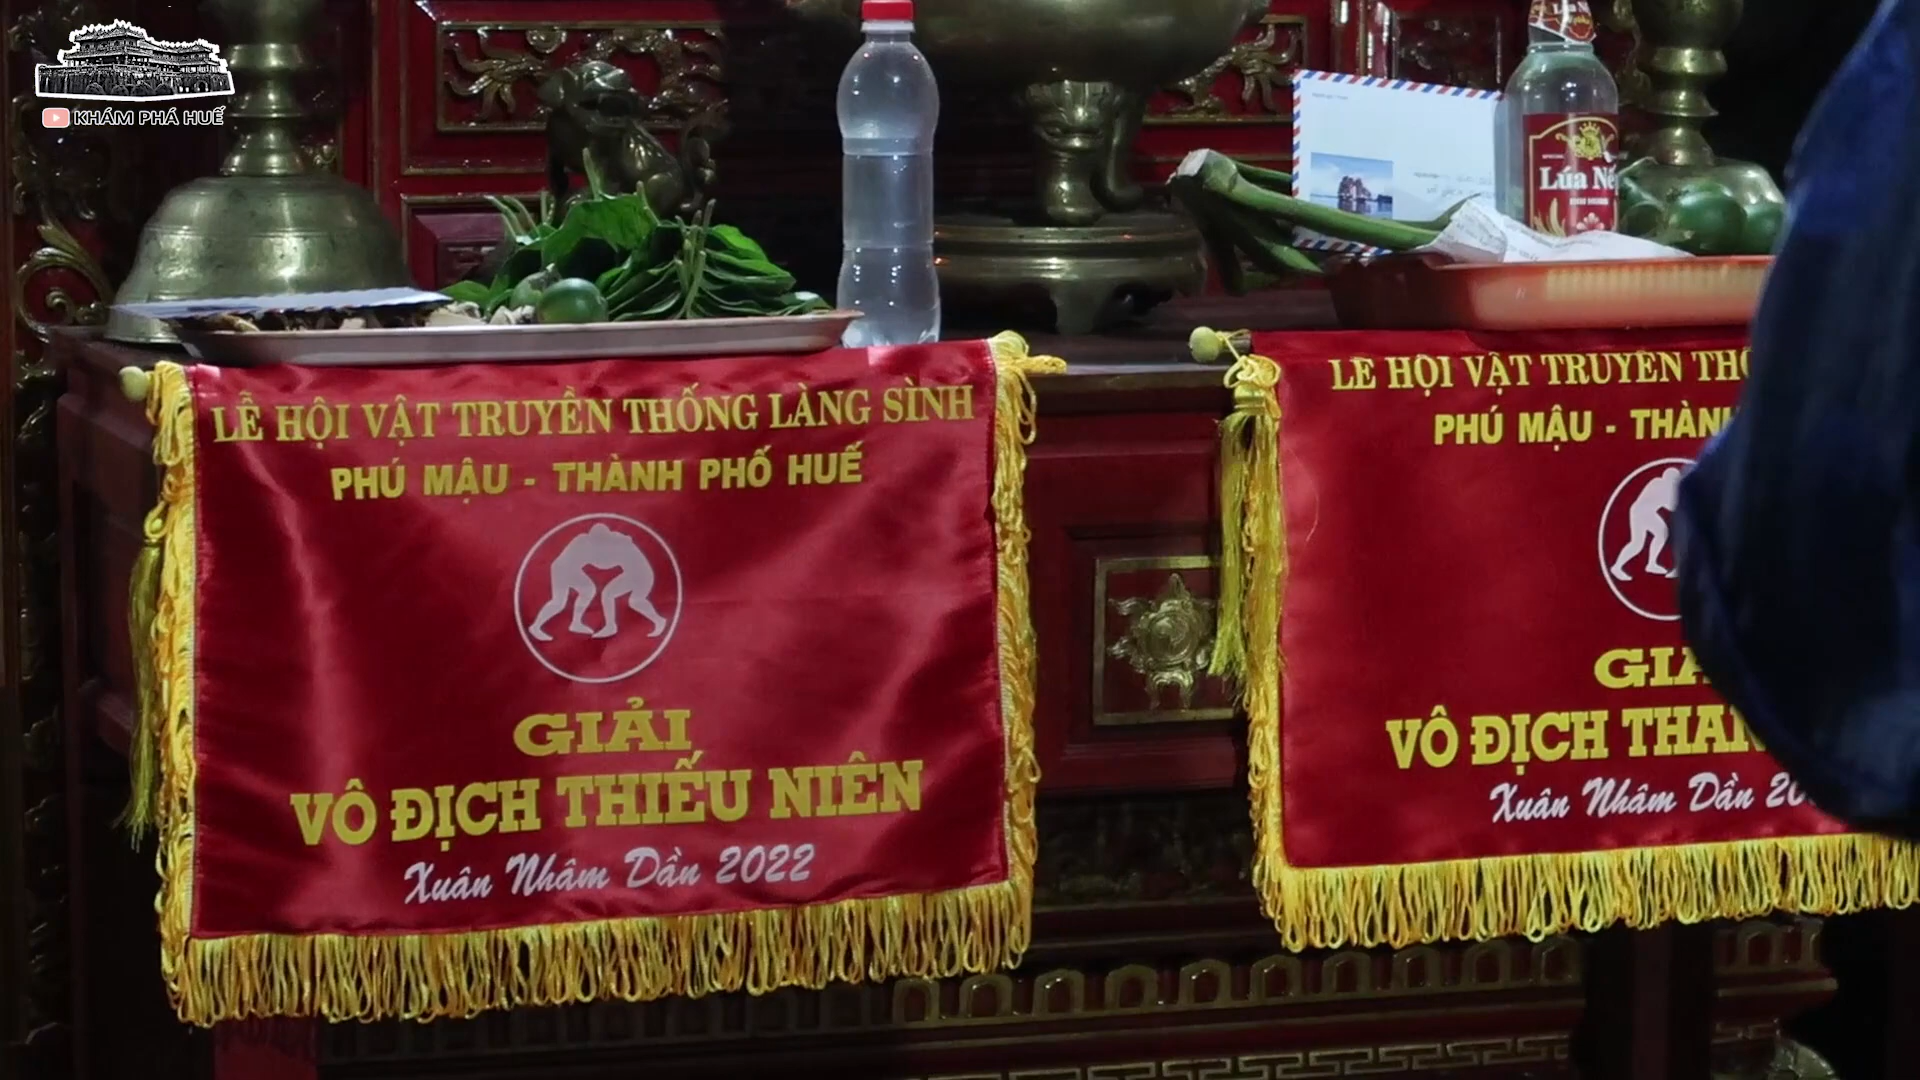 KHÁM PHÁ HUẾ
Lúa Nế
LỄ HỘI VẬT TRUYỀN THỐNG LÀNG SÌNH
PHÚ MẬU - THÀNH PHỐ HUẾ
GIẢI
VÔ ĐỊCH THIẾU NIÊN
Xuân Nhâm Dần 2022
LỄ HỘI VẬT TRUYỀN THỐ
PHÚ MẬU - THÀN
GIẢ
VÔ ĐỊCH THAN
Xuân Nhâm Dần 20